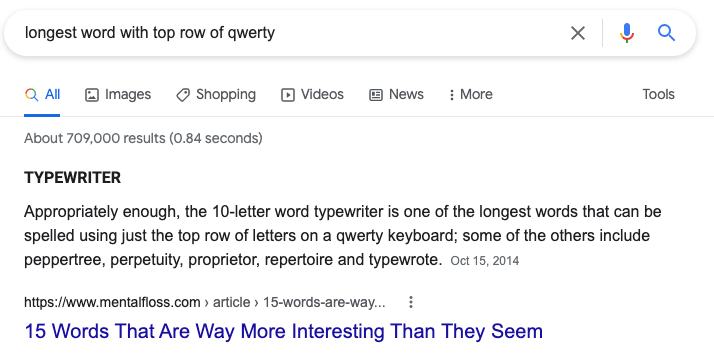 longest word with top row of qwerty
All Images Shopping Videos News More Tools
About 709,000 results (0.84 seconds)
TYPEWRITER
Appropriately enough, the 10-letter word typewriter is one of the longest words that can be
spelled using just the top row of letters on a qwerty keyboard; some of the others include
peppertree, perpetuity, proprietor, repertoire and typewrote. Oct 15, 2014
https://www.mentalfloss.com › article › 15-words-are-way...
15 Words That Are Way More Interesting Than They Seem